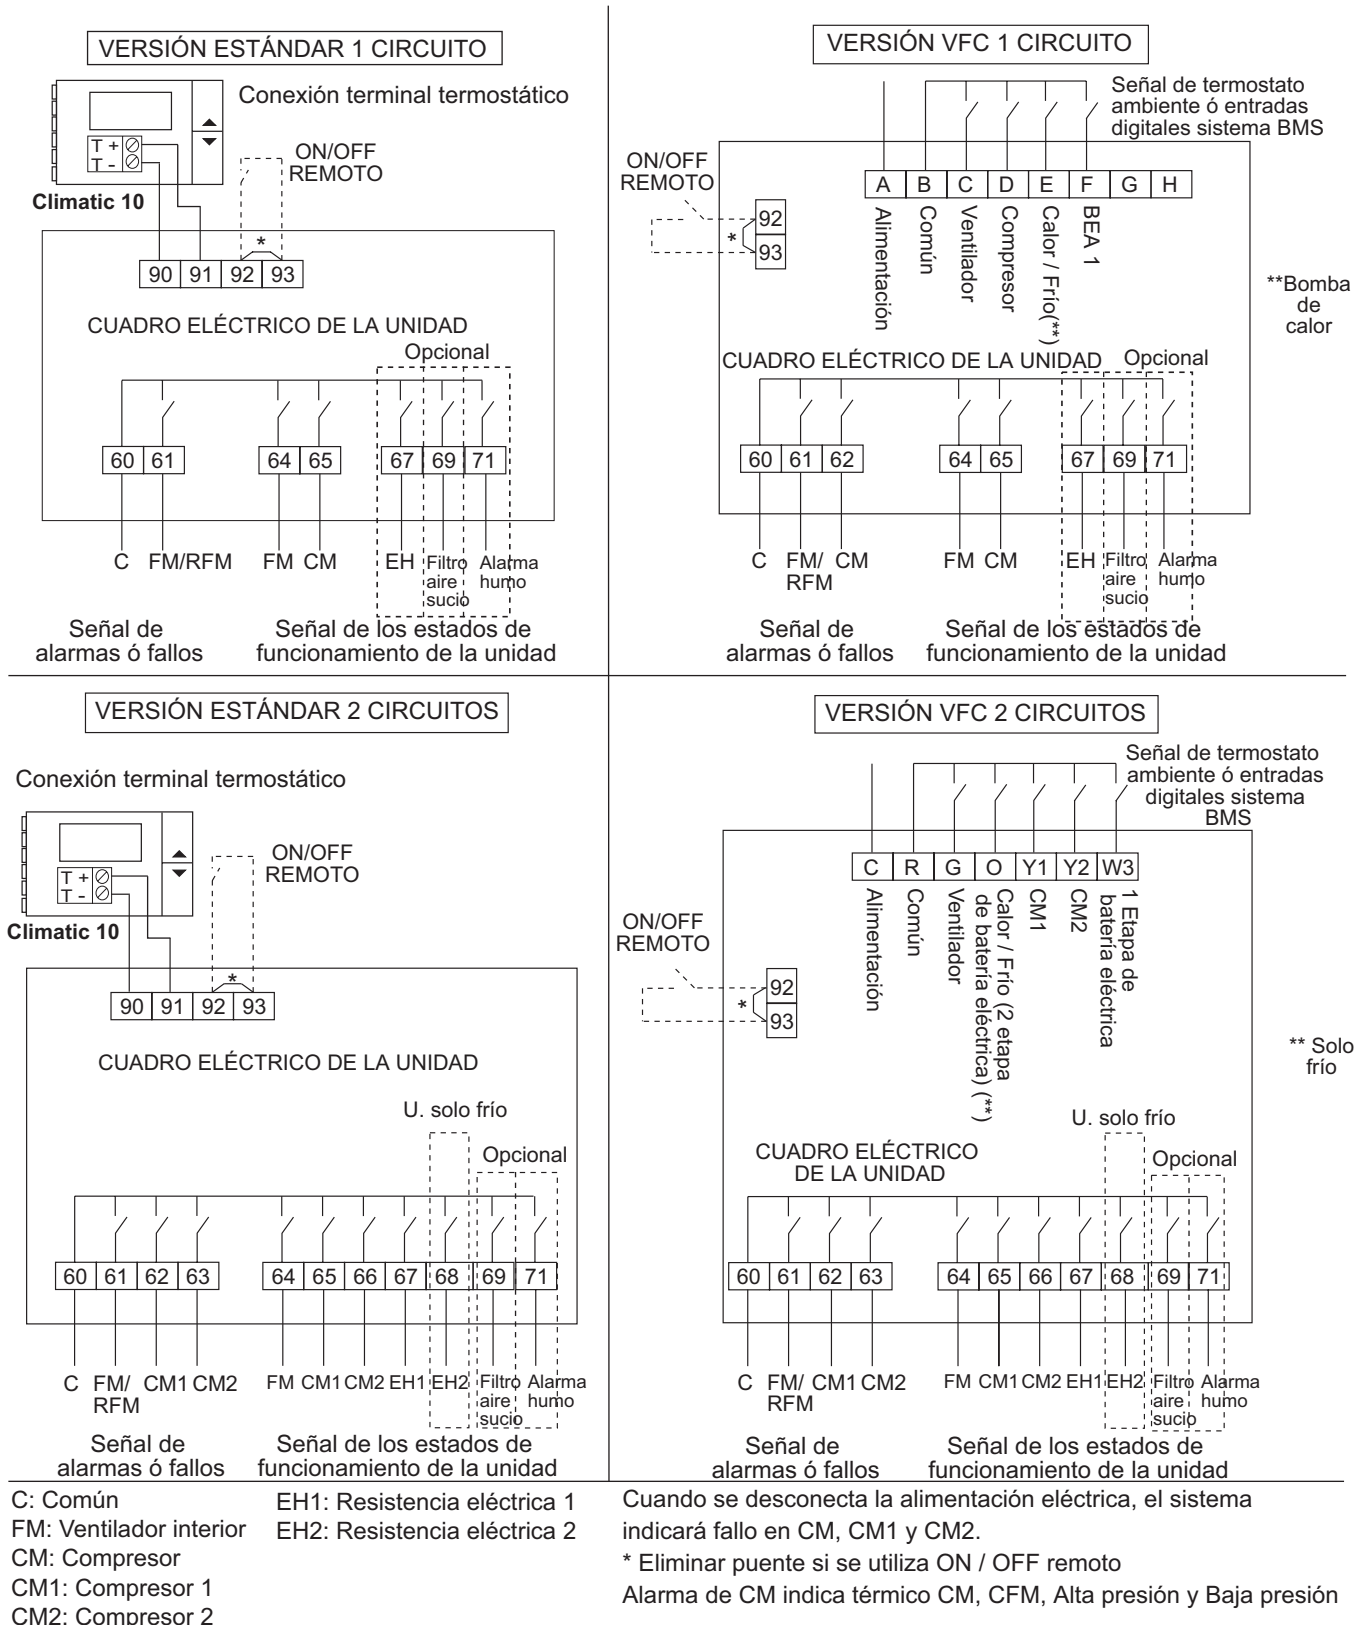 VERSIÓN ESTÁNDAR 1 CIRCUITO
Conexión terminal termostático
T +
T -
Climatic 10
ON/OFF
REMOTO
*
90 91 92 93
CUADRO ELÉCTRICO DE LA UNIDAD
Opcional
60 61 64 65 67 69 71
C FM/RFM FM CM EH Filtro aire sucio Alarma humo
Señal de
alarmas ó fallos
Señal de los estados de
funcionamiento de la unidad
VERSIÓN VFC 1 CIRCUITO
Señal de termostato
ambiente ó entradas
digitales sistema BMS
ON/OFF
REMOTO
*
92
93
A B C D E F G H
Alimentación
Común
Ventilador
Compresor
Calor / Frío(**)
BEA 1
**Bomba
de
calor
CUADRO ELÉCTRICO DE LA UNIDAD
Opcional
60 61 62 64 65 67 69 71
C FM/RFM CM FM CM EH Filtro aire sucio Alarma humo
Señal de
alarmas ó fallos
Señal de los estados de
funcionamiento de la unidad
VERSIÓN ESTÁNDAR 2 CIRCUITOS
Conexión terminal termostático
T +
T -
Climatic 10
ON/OFF
REMOTO
*
90 91 92 93
CUADRO ELÉCTRICO DE LA UNIDAD
U. solo frío
Opcional
60 61 62 63 64 65 66 67 68 69 71
C FM/RFM CM1 CM2 FM CM1 CM2 EH1 EH2 Filtro aire sucio Alarma humo
Señal de
alarmas ó fallos
Señal de los estados de
funcionamiento de la unidad
VERSIÓN VFC 2 CIRCUITOS
Señal de termostato
ambiente ó entradas
digitales sistema
BMS
ON/OFF
REMOTO
*
92
93
C R G O Y1 Y2 W3
Alimentación
Común
Ventilador
Calor / Frío (2 etapa
de batería eléctrica) (**)
CM1
CM2
1 Etapa de
batería eléctrica
** Solo
frío
U. solo frío
CUADRO ELÉCTRICO
DE LA UNIDAD
Opcional
60 61 62 63 64 65 66 67 68 69 71
C FM/RFM CM1 CM2 FM CM1 CM2 EH1 EH2 Filtro aire sucio Alarma humo
Señal de
alarmas ó fallos
Señal de los estados de
funcionamiento de la unidad
C: Común
FM: Ventilador interior
CM: Compresor
CM1: Compresor 1
CM2: Compresor 2
EH1: Resistencia eléctrica 1
EH2: Resistencia eléctrica 2
Cuando se desconecta la alimentación eléctrica, el sistema
indicará fallo en CM, CM1 y CM2.
* Eliminar puente si se utiliza ON / OFF remoto
Alarma de CM indica térmico CM, CFM, Alta presión y Baja presión